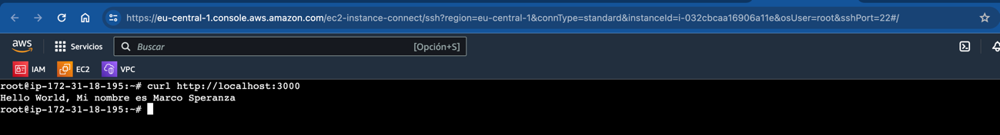 https://eu-central-1.console.aws.amazon.com/ec2-instance-connect/ssh?region=eu-central-1&connType=standard&instanceId=i-032cbcaa16906a11e&osUser=root&sshPort=22#/
aws Servicios Buscar [Opción+S]
IAM EC2 VPC
root@ip-172-31-18-195:~# curl http://localhost:3000
Hello World, Mi nombre es Marco Speranza
root@ip-172-31-18-195:~#